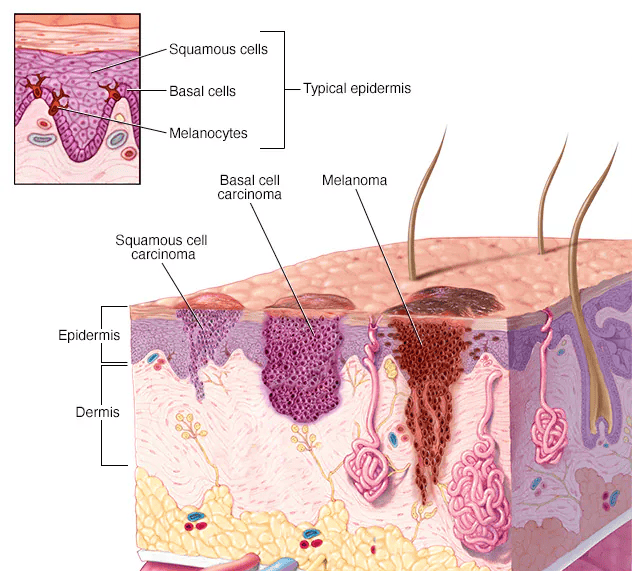 Squamous cells
Basal cells
Typical epidermis
Melanocytes
Basal cell
carcinoma
Melanoma
Squamous cell
carcinoma
Epidermis
Dermis